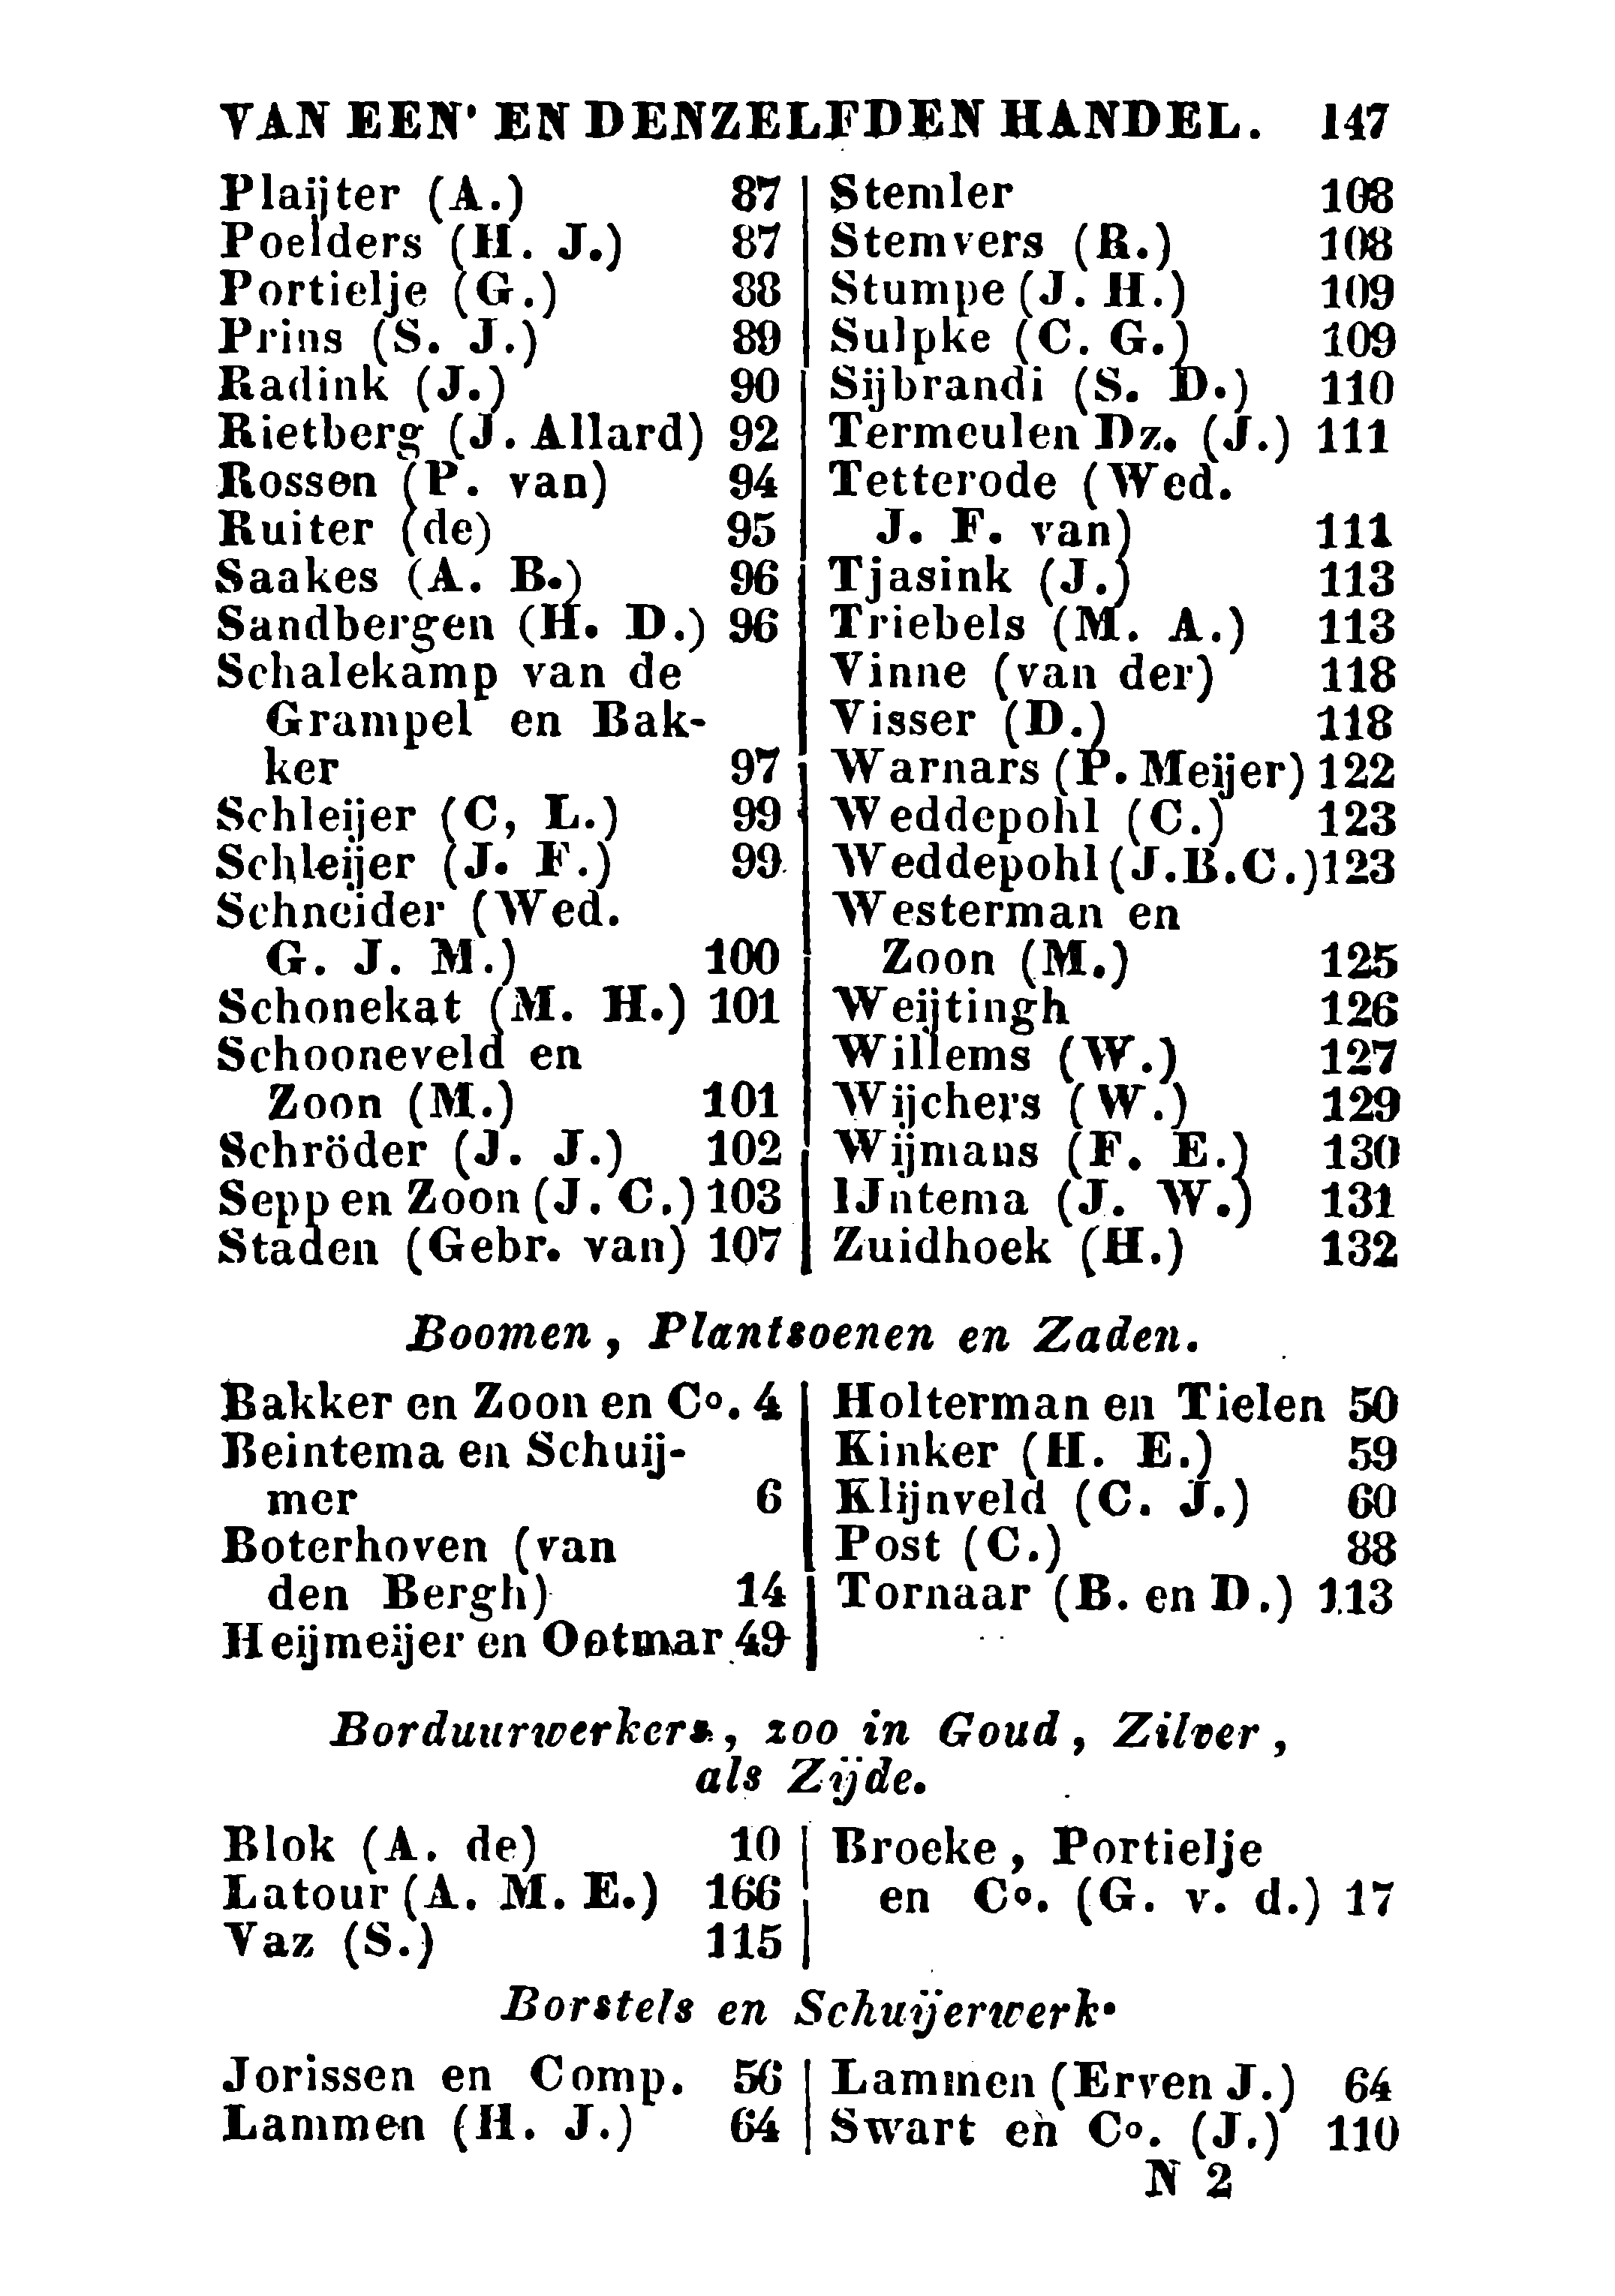 VAN EEN' EN DENZELFDEN HANDEL. 147
Plaijter (A.) 87
Poelders (H. J.) 87
Portielje (G.) 88
Prins (S. J.) 89
Radink (J.) 90
Rietberg (J. Allard) 92
Rossen (P. van) 94
Ruiter (de) 95
Saakes (A. B.) 96
Sandbergen (H. D.) 96
Schalekamp van de
Grampel en Bak-
ker 97
Schleijer (C, L.) 99
Schleijer (J. F.) 99
Schneider (Wed.
G. J. M.) 100
Schonekat (M. H.) 101
Schooneveld en
Zoon (M.) 101
Schröder (J. J.) 102
Sepp en Zoon (J. C.) 103
Staden (Gebr. van) 107
Stemler 108
Stemvers (R.) 108
Stumpe (J. H.) 109
Sulpke (C. G.) 109
Sijbrandi (S. D.) 110
Termeulen Dz. (J.) 111
Tetterode (Wed.
J. F. van) 111
Tjasink (J.) 113
Triebels (M. A.) 113
Vinne (van der) 118
Visser (D.) 118
Warnars (P. Meijer) 122
Weddepohl (C.) 123
Weddepohl (J.B.C.) 123
Westerman en
Zoon (M.) 125
Weijtingh 126
Willems (W.) 127
Wijchers (W.) 129
Wijmans (F. E.) 130
IJntema (J. W.) 131
Zuidhoek (H.) 132
Boomen, Plantsoenen en Zaden.
Bakker en Zoon en Co. 4
Beintema en Schuij-
mer 6
Boterhoven (van
den Bergh) 14
Heijmeijer en Ootmar 49
Holterman en Tielen 50
Kinker (H. E.) 59
Klijnveld (C. J.) 60
Post (C.) 88
Tornaar (B. en D.) 113
Borduurwerkers, zoo in Goud, Zilver,
als Zijde.
Blok (A. de) 10
Latour (A. M. E.) 166
Vaz (S.) 115
Broeke, Portielje
en Co. (G. v. d.) 17
Borstels en Schuijerwerk.
Jorissen en Comp. 56
Lammen (H. J.) 64
Lammen (Erven J.) 64
Swart en Co. (J.) 110
N 2